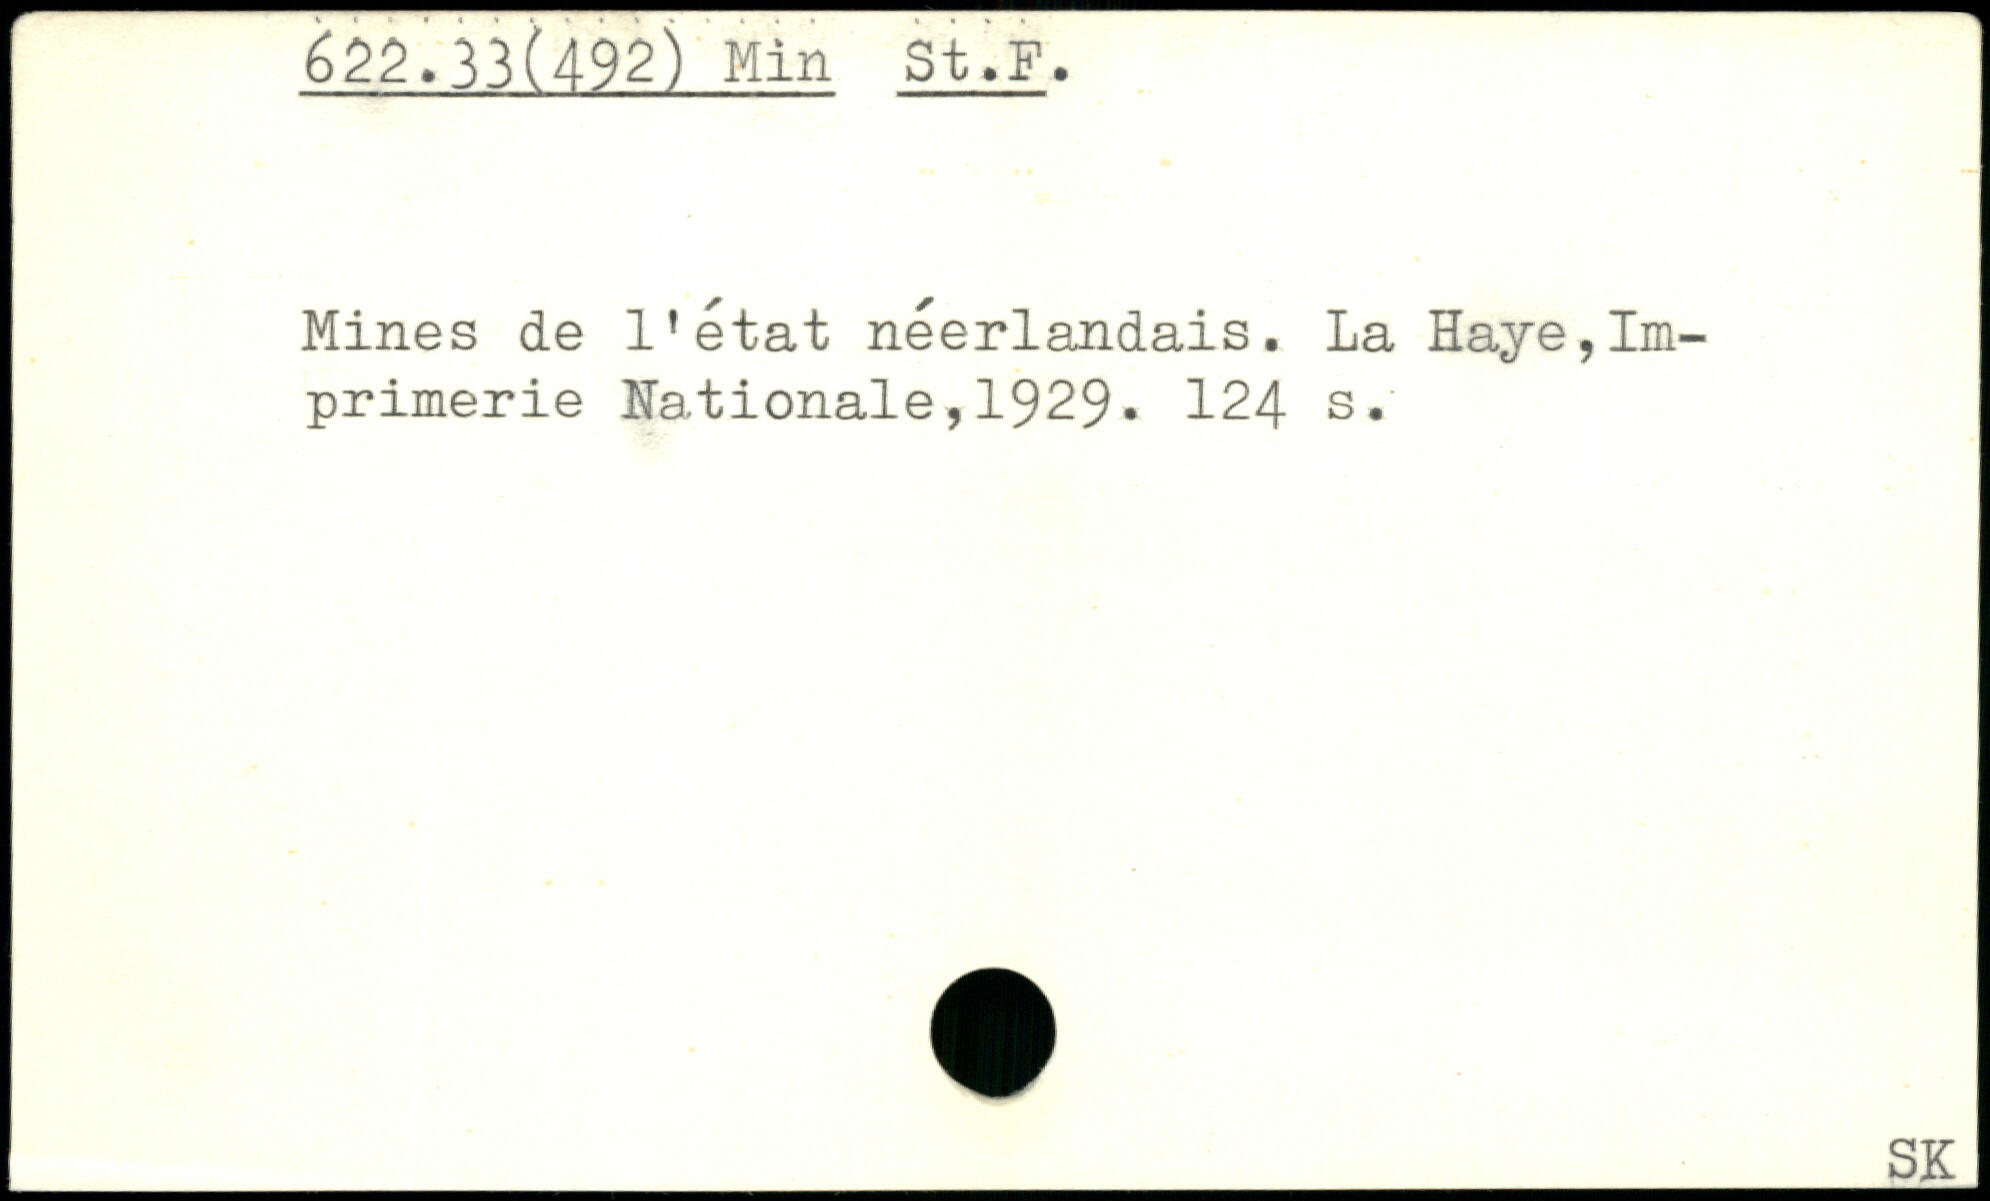 622.33(492) Min St.F.
Mines de l'état néerlandais. La Haye,Im-
primerie Nationale,1929. 124 s.
SK